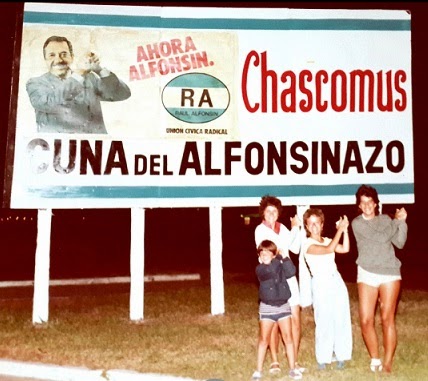 AHORA
ALFONSIN.
RA
RAUL ALFONSIN
UNION CIVICA RADICAL
Chascomus
CUNA DEL ALFONSINAZO